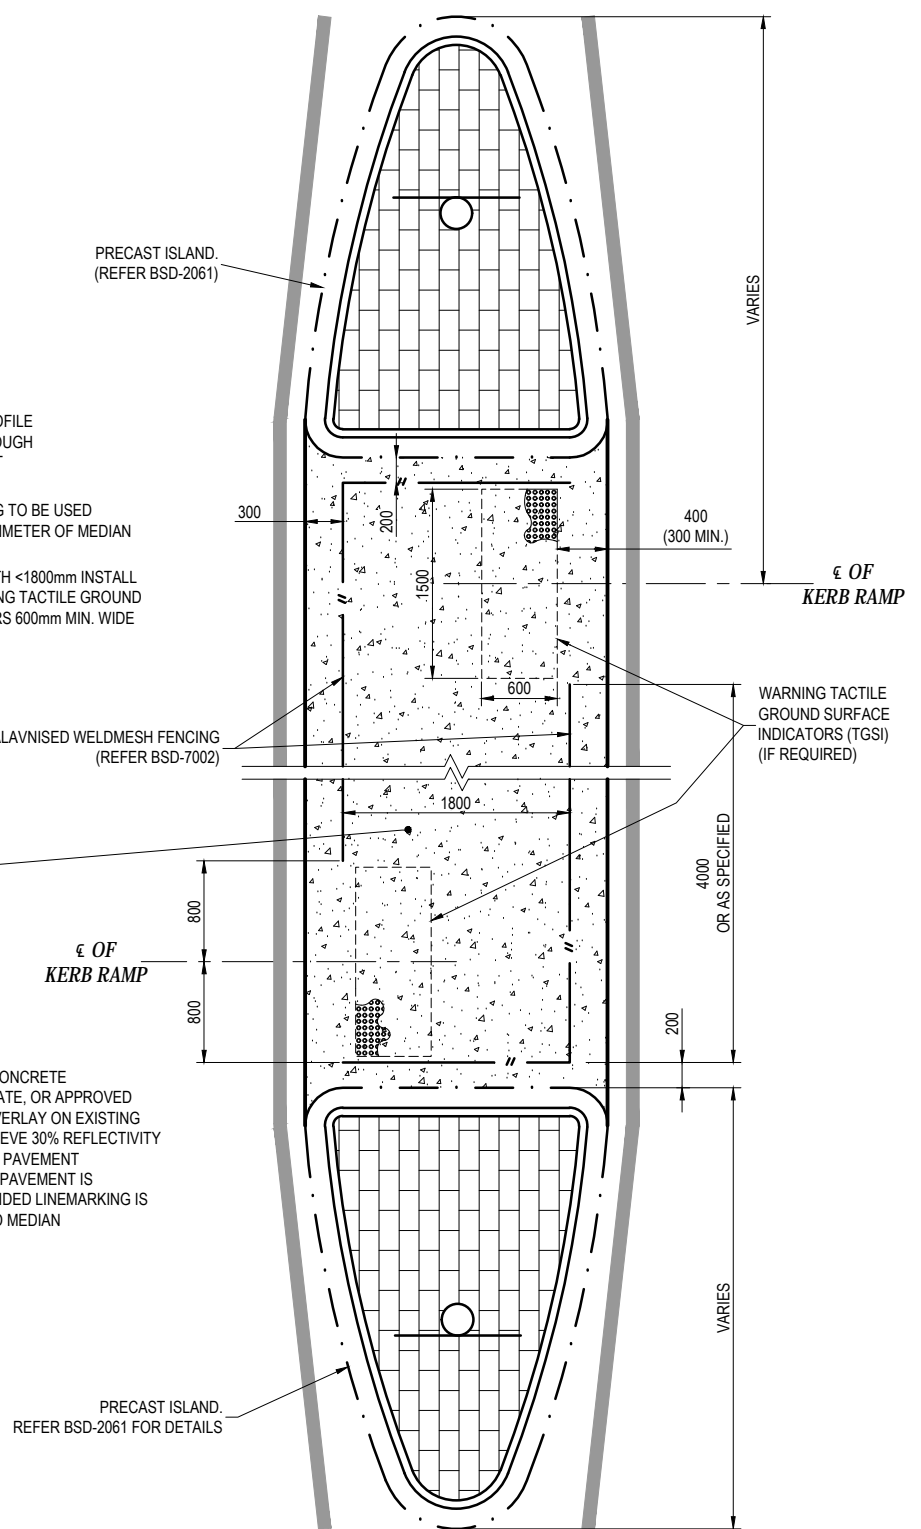 PRECAST ISLAND.
(REFER BSD-2061)
VARIES
OUGH
300
200
G TO BE USED
IMETER OF MEDIAN
400
(300 MIN.)
1500
TH <1800mm INSTALL
NG TACTILE GROUND
RS 600mm MIN. WIDE
℄ OF
KERB RAMP
600
WARNING TACTILE
GROUND SURFACE
INDICATORS (TGSI)
(IF REQUIRED)
ALAVNISED WELDMESH FENCING
(REFER BSD-7002)
1800
4000
OR AS SPECIFIED
800
℄ OF
KERB RAMP
800
200
ONCRETE
ATE, OR APPROVED
VERLAY ON EXISTING
EVE 30% REFLECTIVITY
PAVEMENT
PAVEMENT IS
IDED LINEMARKING IS
O MEDIAN
VARIES
PRECAST ISLAND.
REFER BSD-2061 FOR DETAILS